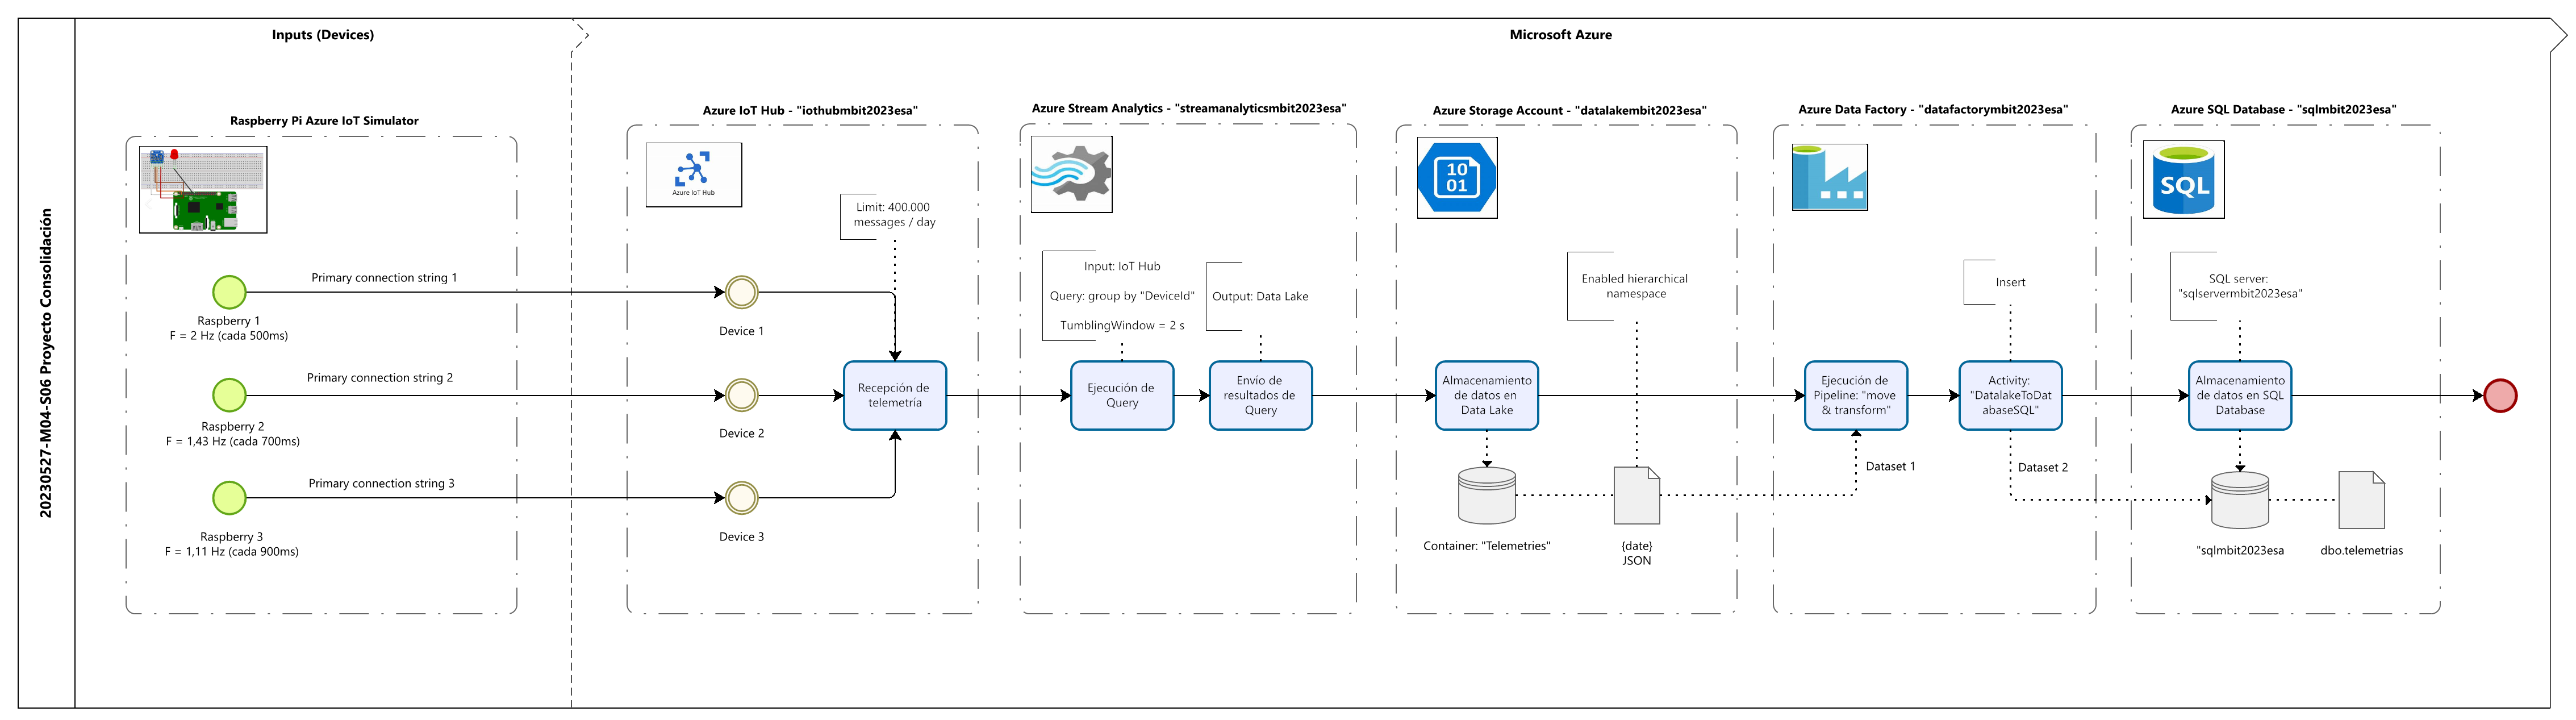 20230527-M04-S06 Proyecto Consolidación
Inputs (Devices)
Microsoft Azure
Raspberry Pi Azure IoT Simulator
Primary connection string 1
Raspberry 1
F = 2 Hz (cada 500ms)
Primary connection string 2
Raspberry 2
F = 1,43 Hz (cada 700ms)
Primary connection string 3
Raspberry 3
F = 1,11 Hz (cada 900ms)
Azure IoT Hub - "iothubmbit2023esa"
Azure IoT Hub
Limit: 400.000
messages / day
Device 1
Device 2
Device 3
Recepción de
telemetría
Azure Stream Analytics - "streamanalyticsmbit2023esa"
Input: IoT Hub
Query: group by "DeviceId"
TumblingWindow = 2 s
Output: Data Lake
Ejecución de
Query
Envío de
resultados de
Query
Azure Storage Account - "datalakembit2023esa"
10
01
Enabled hierarchical
namespace
Almacenamiento
de datos en
Data Lake
Container: "Telemetries"
{date}
JSON
Azure Data Factory - "datafactorymbit2023esa"
Insert
Ejecución de
Pipeline: "move
& transform"
Activity:
"DatalakeToDat
abaseSQL"
Dataset 1
Dataset 2
Azure SQL Database - "sqlmbit2023esa"
SQL
SQL server:
"sqlservermbit2023esa"
Almacenamiento
de datos en SQL
Database
"sqlmbit2023esa
dbo.telemetrias